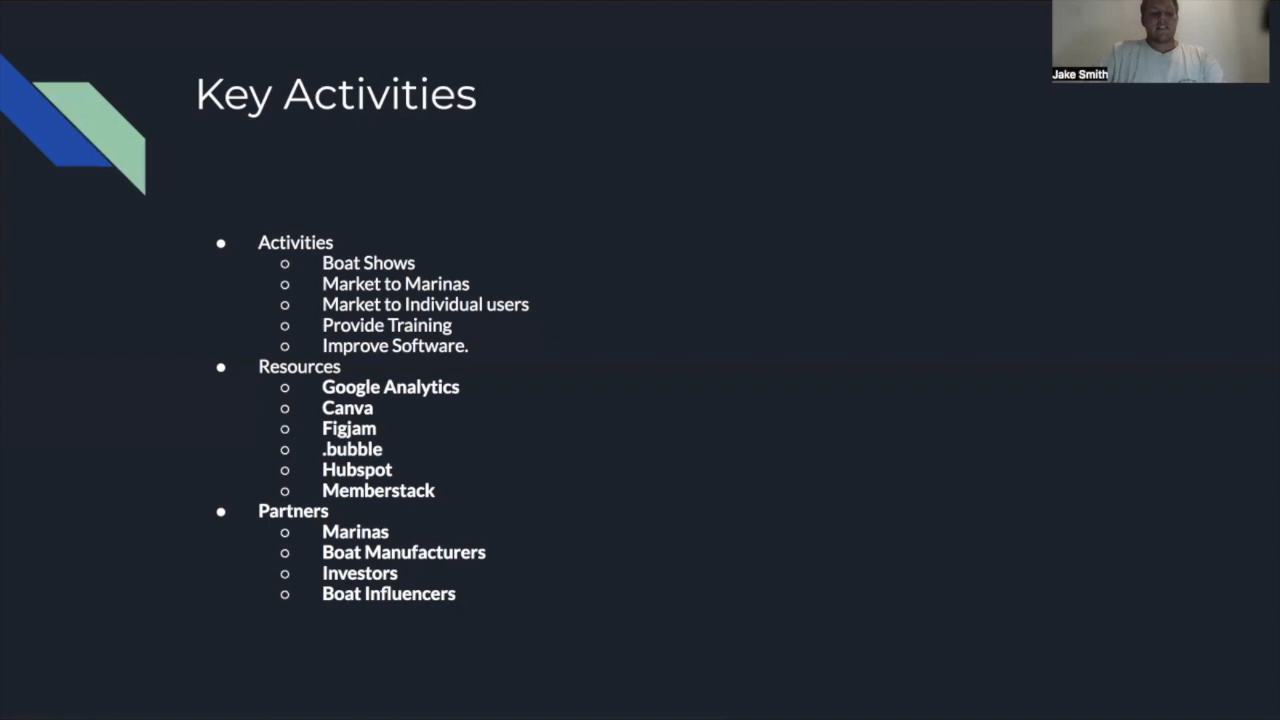 Key Activities
Jake Smith
● Activities
○ Boat Shows
○ Market to Marinas
○ Market to Individual users
○ Provide Training
○ Improve Software.
● Resources
○ Google Analytics
○ Canva
○ Figjam
○ .bubble
○ Hubspot
○ Memberstack
● Partners
○ Marinas
○ Boat Manufacturers
○ Investors
○ Boat Influencers